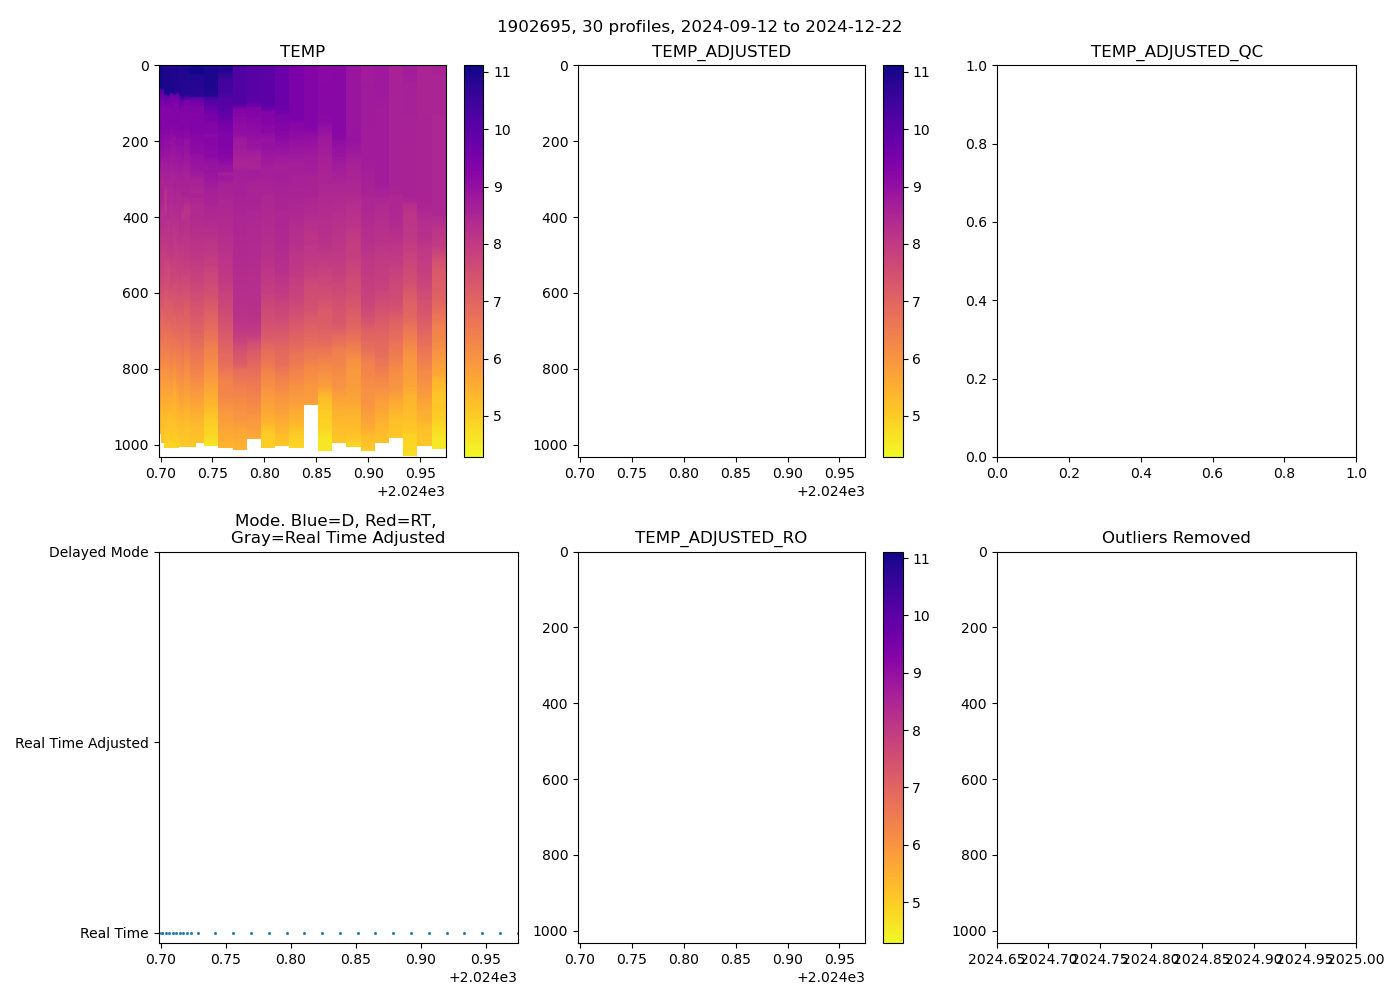 1902695, 30 profiles, 2024-09-12 to 2024-12-22
TEMP
0
200
400
600
800
1000
0.70 0.75 0.80 0.85 0.90 0.95
+2.024e3
11
10
9
8
7
6
5
TEMP_ADJUSTED
0
200
400
600
800
1000
0.70 0.75 0.80 0.85 0.90 0.95
+2.024e3
11
10
9
8
7
6
5
TEMP_ADJUSTED_QC
1.0
0.8
0.6
0.4
0.2
0.0
0.0 0.2 0.4 0.6 0.8 1.0
Mode. Blue=D, Red=RT,
Gray=Real Time Adjusted
Delayed Mode
Real Time Adjusted
Real Time
0.70 0.75 0.80 0.85 0.90 0.95
+2.024e3
TEMP_ADJUSTED_RO
0
200
400
600
800
1000
0.70 0.75 0.80 0.85 0.90 0.95
+2.024e3
11
10
9
8
7
6
5
Outliers Removed
0
200
400
600
800
1000
2024.65 2024.70 2024.75 2024.80 2024.85 2024.90 2024.95 2025.00